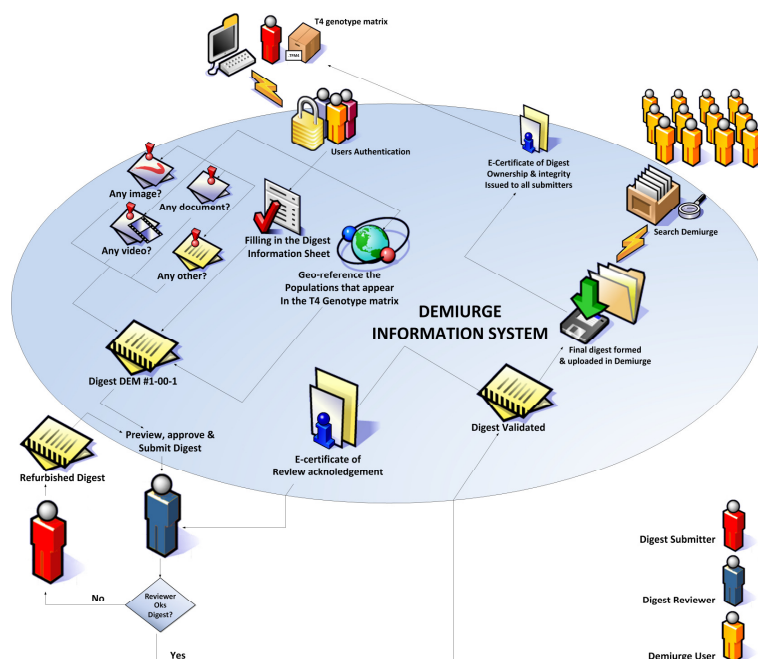 T4 genotype matrix
Users Authentication
E-Certificate of Digest
Ownership & integrity
Issued to all submitters
Any image?
Any document?
Any video?
Any other?
Filling in the Digest
Information Sheet
Search Demiurge
Geo-reference the
Populations that appear
In the T4 Genotype matrix
DEMIURGE
INFORMATION SYSTEM
Final digest formed
& uploaded in Demiurge
Digest DEM #1-00-1
Digest Validated
Preview, approve &
Submit Digest
E-certificate of
Review acknoledgement
Refurbished Digest
Digest Submitter
Reviewer
Oks
Digest?
No
Digest Reviewer
Yes
Demiurge User